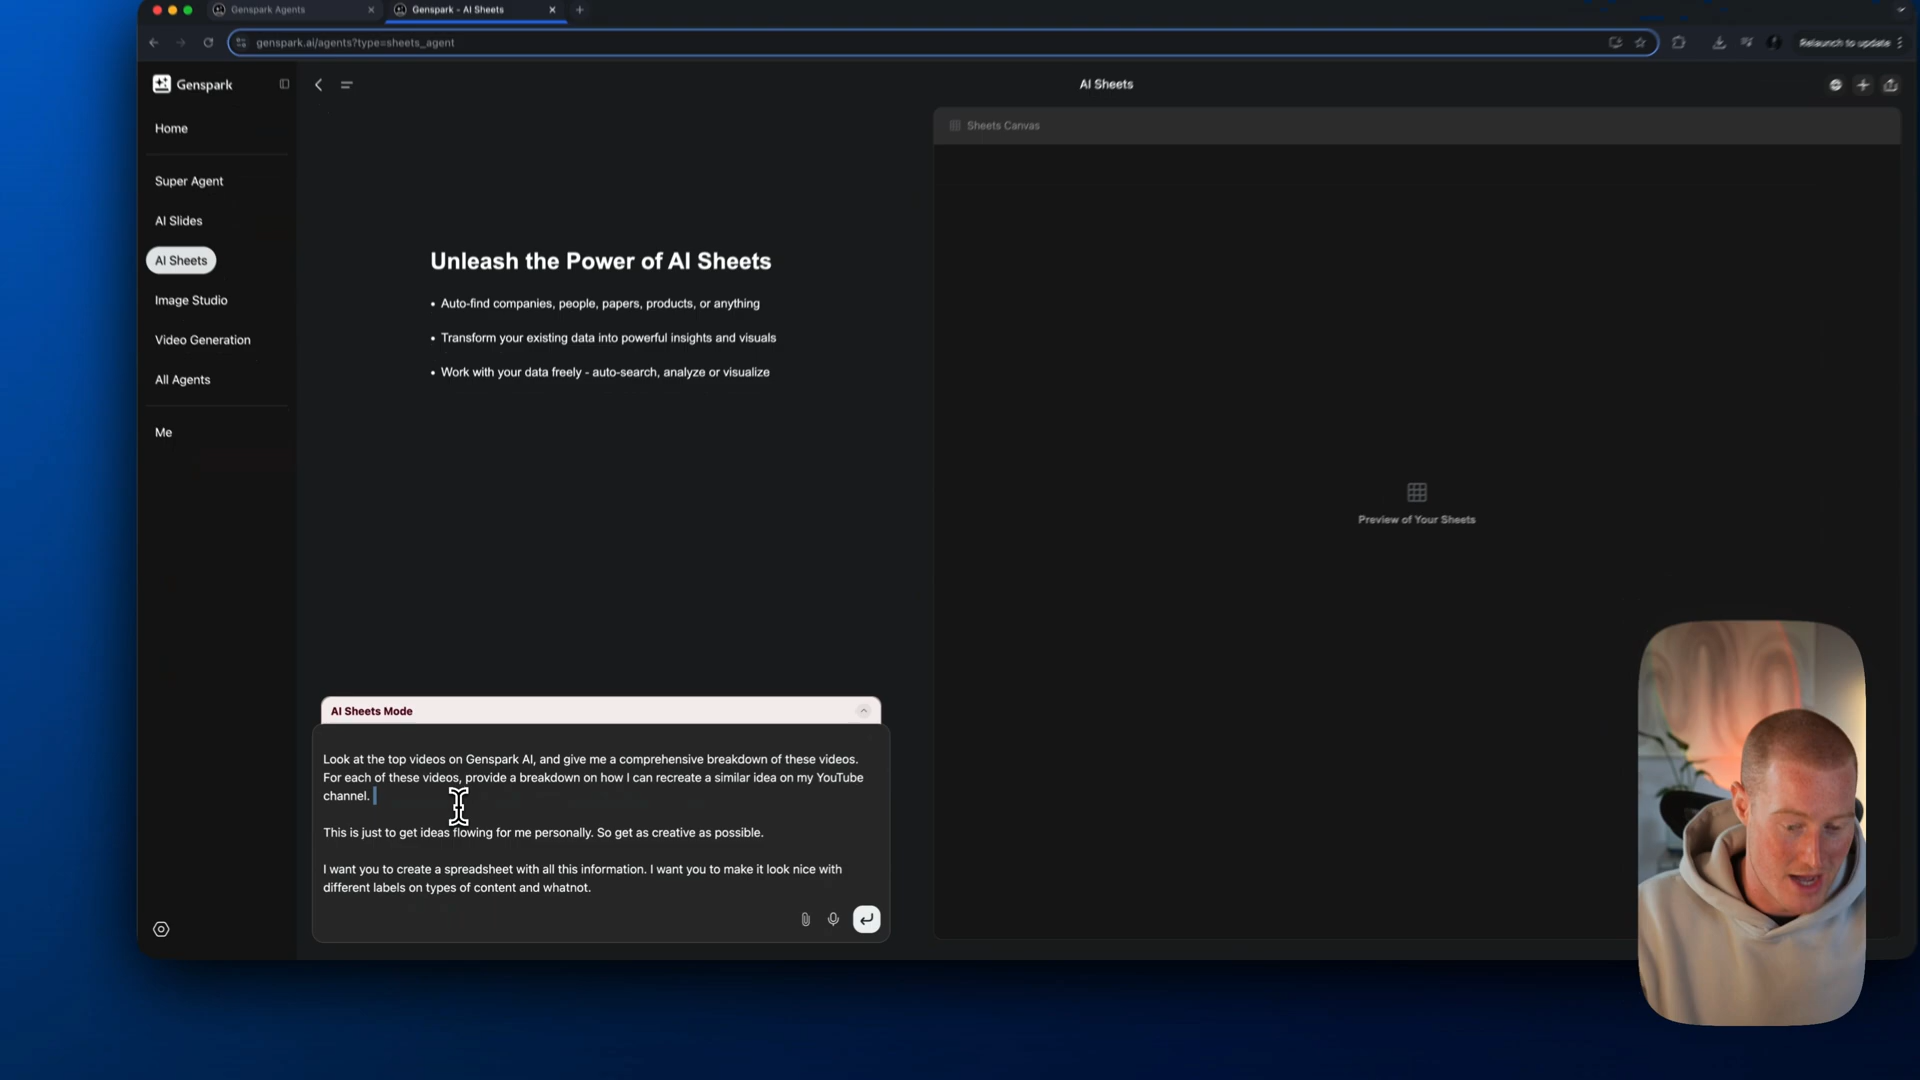 Genspark Agents
Genspark - AI Sheets
genspark.ai/agents?type=sheets_agent
Relaunch to update
Genspark
AI Sheets
Home
Super Agent
AI Slides
AI Sheets
Image Studio
Video Generation
All Agents
Me
Sheets Canvas
Unleash the Power of AI Sheets
• Auto-find companies, people, papers, products, or anything
• Transform your existing data into powerful insights and visuals
• Work with your data freely - auto-search, analyze or visualize
Preview of Your Sheets
AI Sheets Mode
Look at the top videos on Genspark AI, and give me a comprehensive breakdown of these videos.
For each of these videos, provide a breakdown on how I can recreate a similar idea on my YouTube
channel.
This is just to get ideas flowing for me personally. So get as creative as possible.
I want you to create a spreadsheet with all this information. I want you to make it look nice with
different labels on types of content and whatnot.